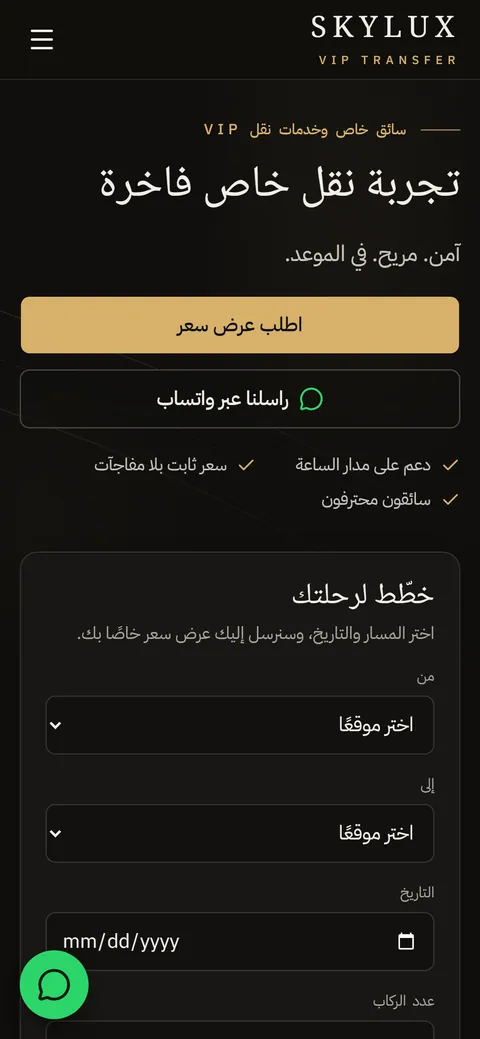 SKYLUX
VIP TRANSFER
سائق خاص وخدمات نقل VIP
تجربة نقل خاص فاخرة
آمن. مريح. في الموعد.
اطلب عرض سعر
راسلنا عبر واتساب
دعم على مدار الساعة
سعر ثابت بلا مفاجآت
سائقون محترفون
خطّط لرحلتك
اختر المسار والتاريخ، وسنرسل إليك عرض سعر خاصًا بك.
من
اختر موقعًا
إلى
اختر موقعًا
التاريخ
mm/dd/yyyy
عدد الركاب